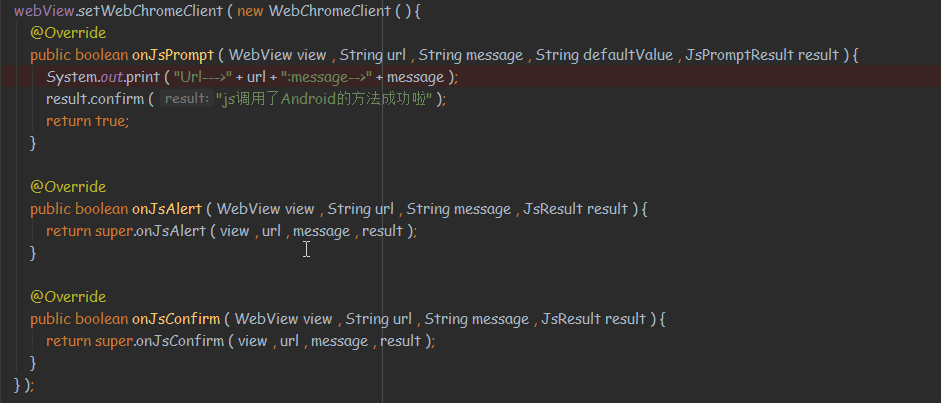 webView.setWebChromeClient ( new WebChromeClient ( ) {
@Override
public boolean onJsPrompt ( WebView view , String url , String message , String defaultValue , JsPromptResult result ) {
System.out.print ( "Url--->" + url + ":message-->" + message );
result.confirm ( result: "js调用了Android的方法成功啦" );
return true;
}
@Override
public boolean onJsAlert ( WebView view , String url , String message , JsResult result ) {
return super.onJsAlert ( view , url , message , result );
}
@Override
public boolean onJsConfirm ( WebView view , String url , String message , JsResult result ) {
return super.onJsConfirm ( view , url , message , result );
}
} );